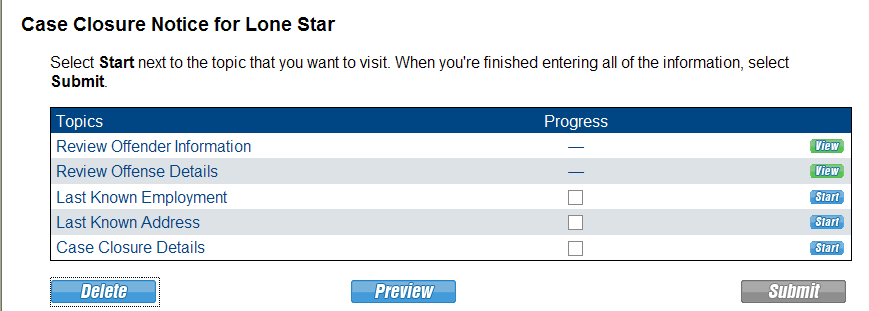 Case Closure Notice for Lone Star
Select Start next to the topic that you want to visit. When you're finished entering all of the information, select
Submit.
Topics Progress
Review Offender Information — View
Review Offense Details — View
Last Known Employment Start
Last Known Address Start
Case Closure Details Start
Delete Preview Submit